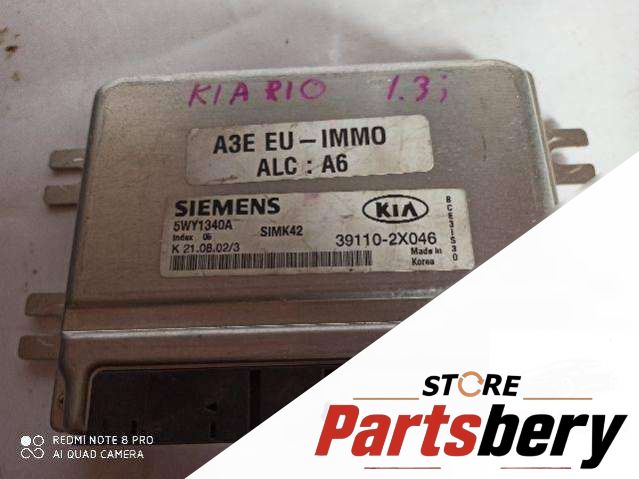 KIA RIO 1.3i
A3E EU-IMMO
ALC : A6
SIEMENS
KIA
5WY1340A
Index 06
SIMK42
K 21.08.02/3
39110-2X046
Made in
Korea
BCE3IS30
STORE
Partsbery
REDMI NOTE 8 PRO
AI QUAD CAMERA